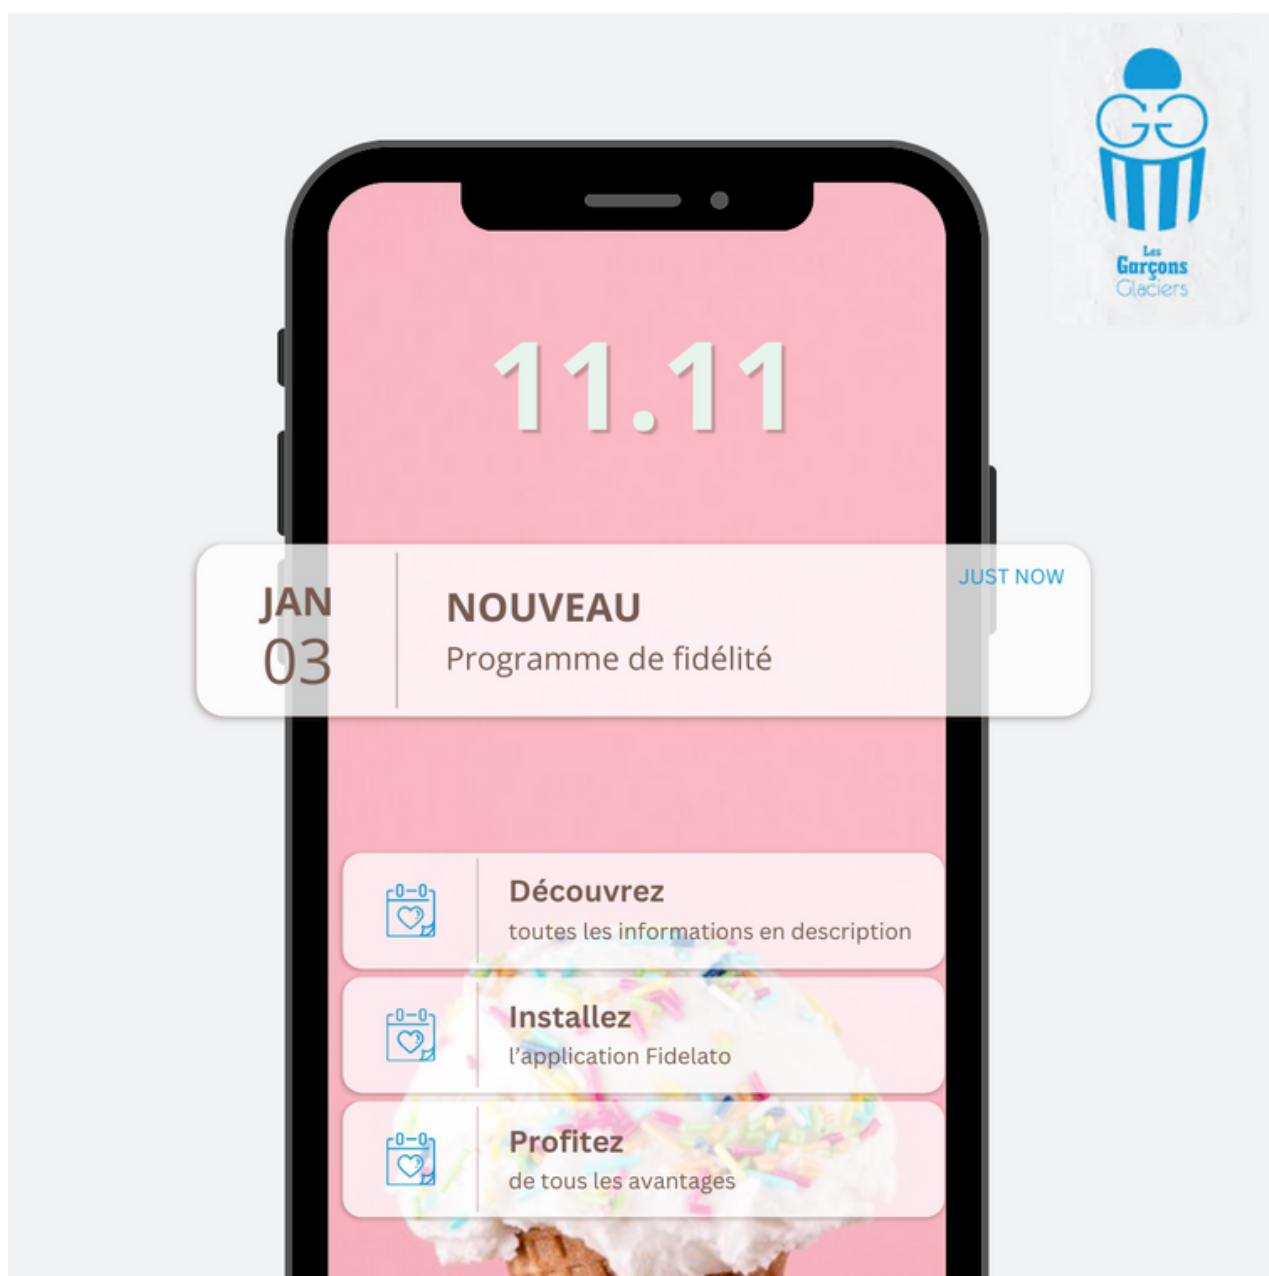 Les
Garçons
Glaciers
11.11
JUST NOW
JAN
03
NOUVEAU
Programme de fidélité
Découvrez
toutes les informations en description
Installez
l'application Fidelato
Profitez
de tous les avantages